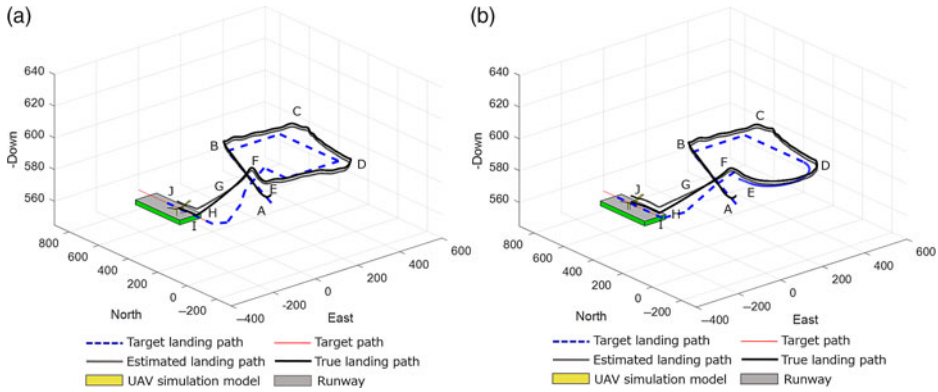 (a)
640
620
600
580
560
-Down
C
B
D
F
E
G
A
J
H
I
800
600
400
200
0
−200
North
−400
−200
0
200
400
600
East
Target landing path
Target path
Estimated landing path
True landing path
UAV simulation model
Runway
(b)
640
620
600
580
560
-Down
C
B
D
F
E
G
A
J
H
I
800
600
400
200
0
−200
North
−400
−200
0
200
400
600
East
Target landing path
Target path
Estimated landing path
True landing path
UAV simulation model
Runway